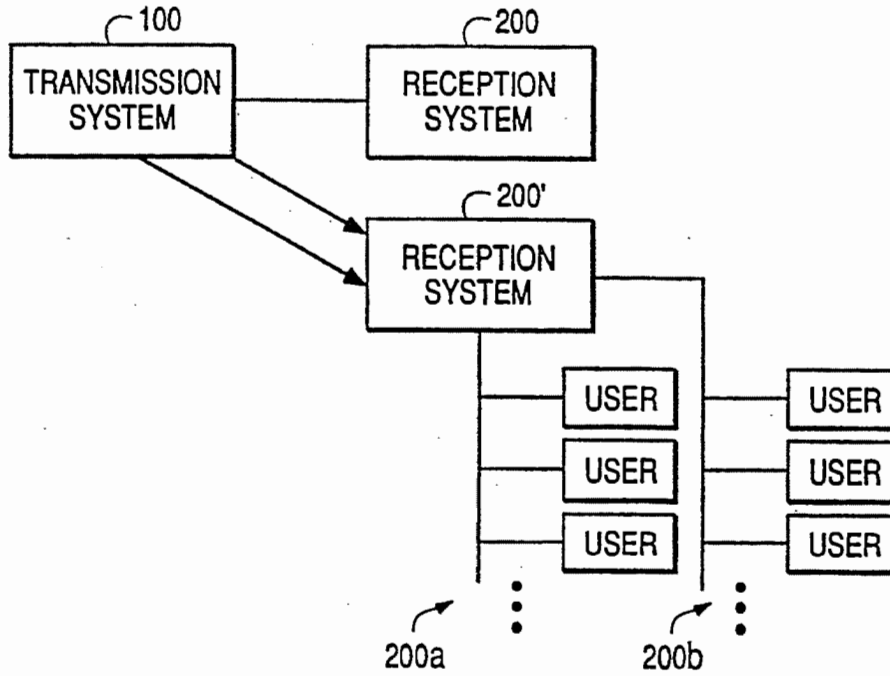 100
200
TRANSMISSION
SYSTEM
RECEPTION
SYSTEM
200'
RECEPTION
SYSTEM
USER
USER
USER
USER
USER
USER
200a
200b